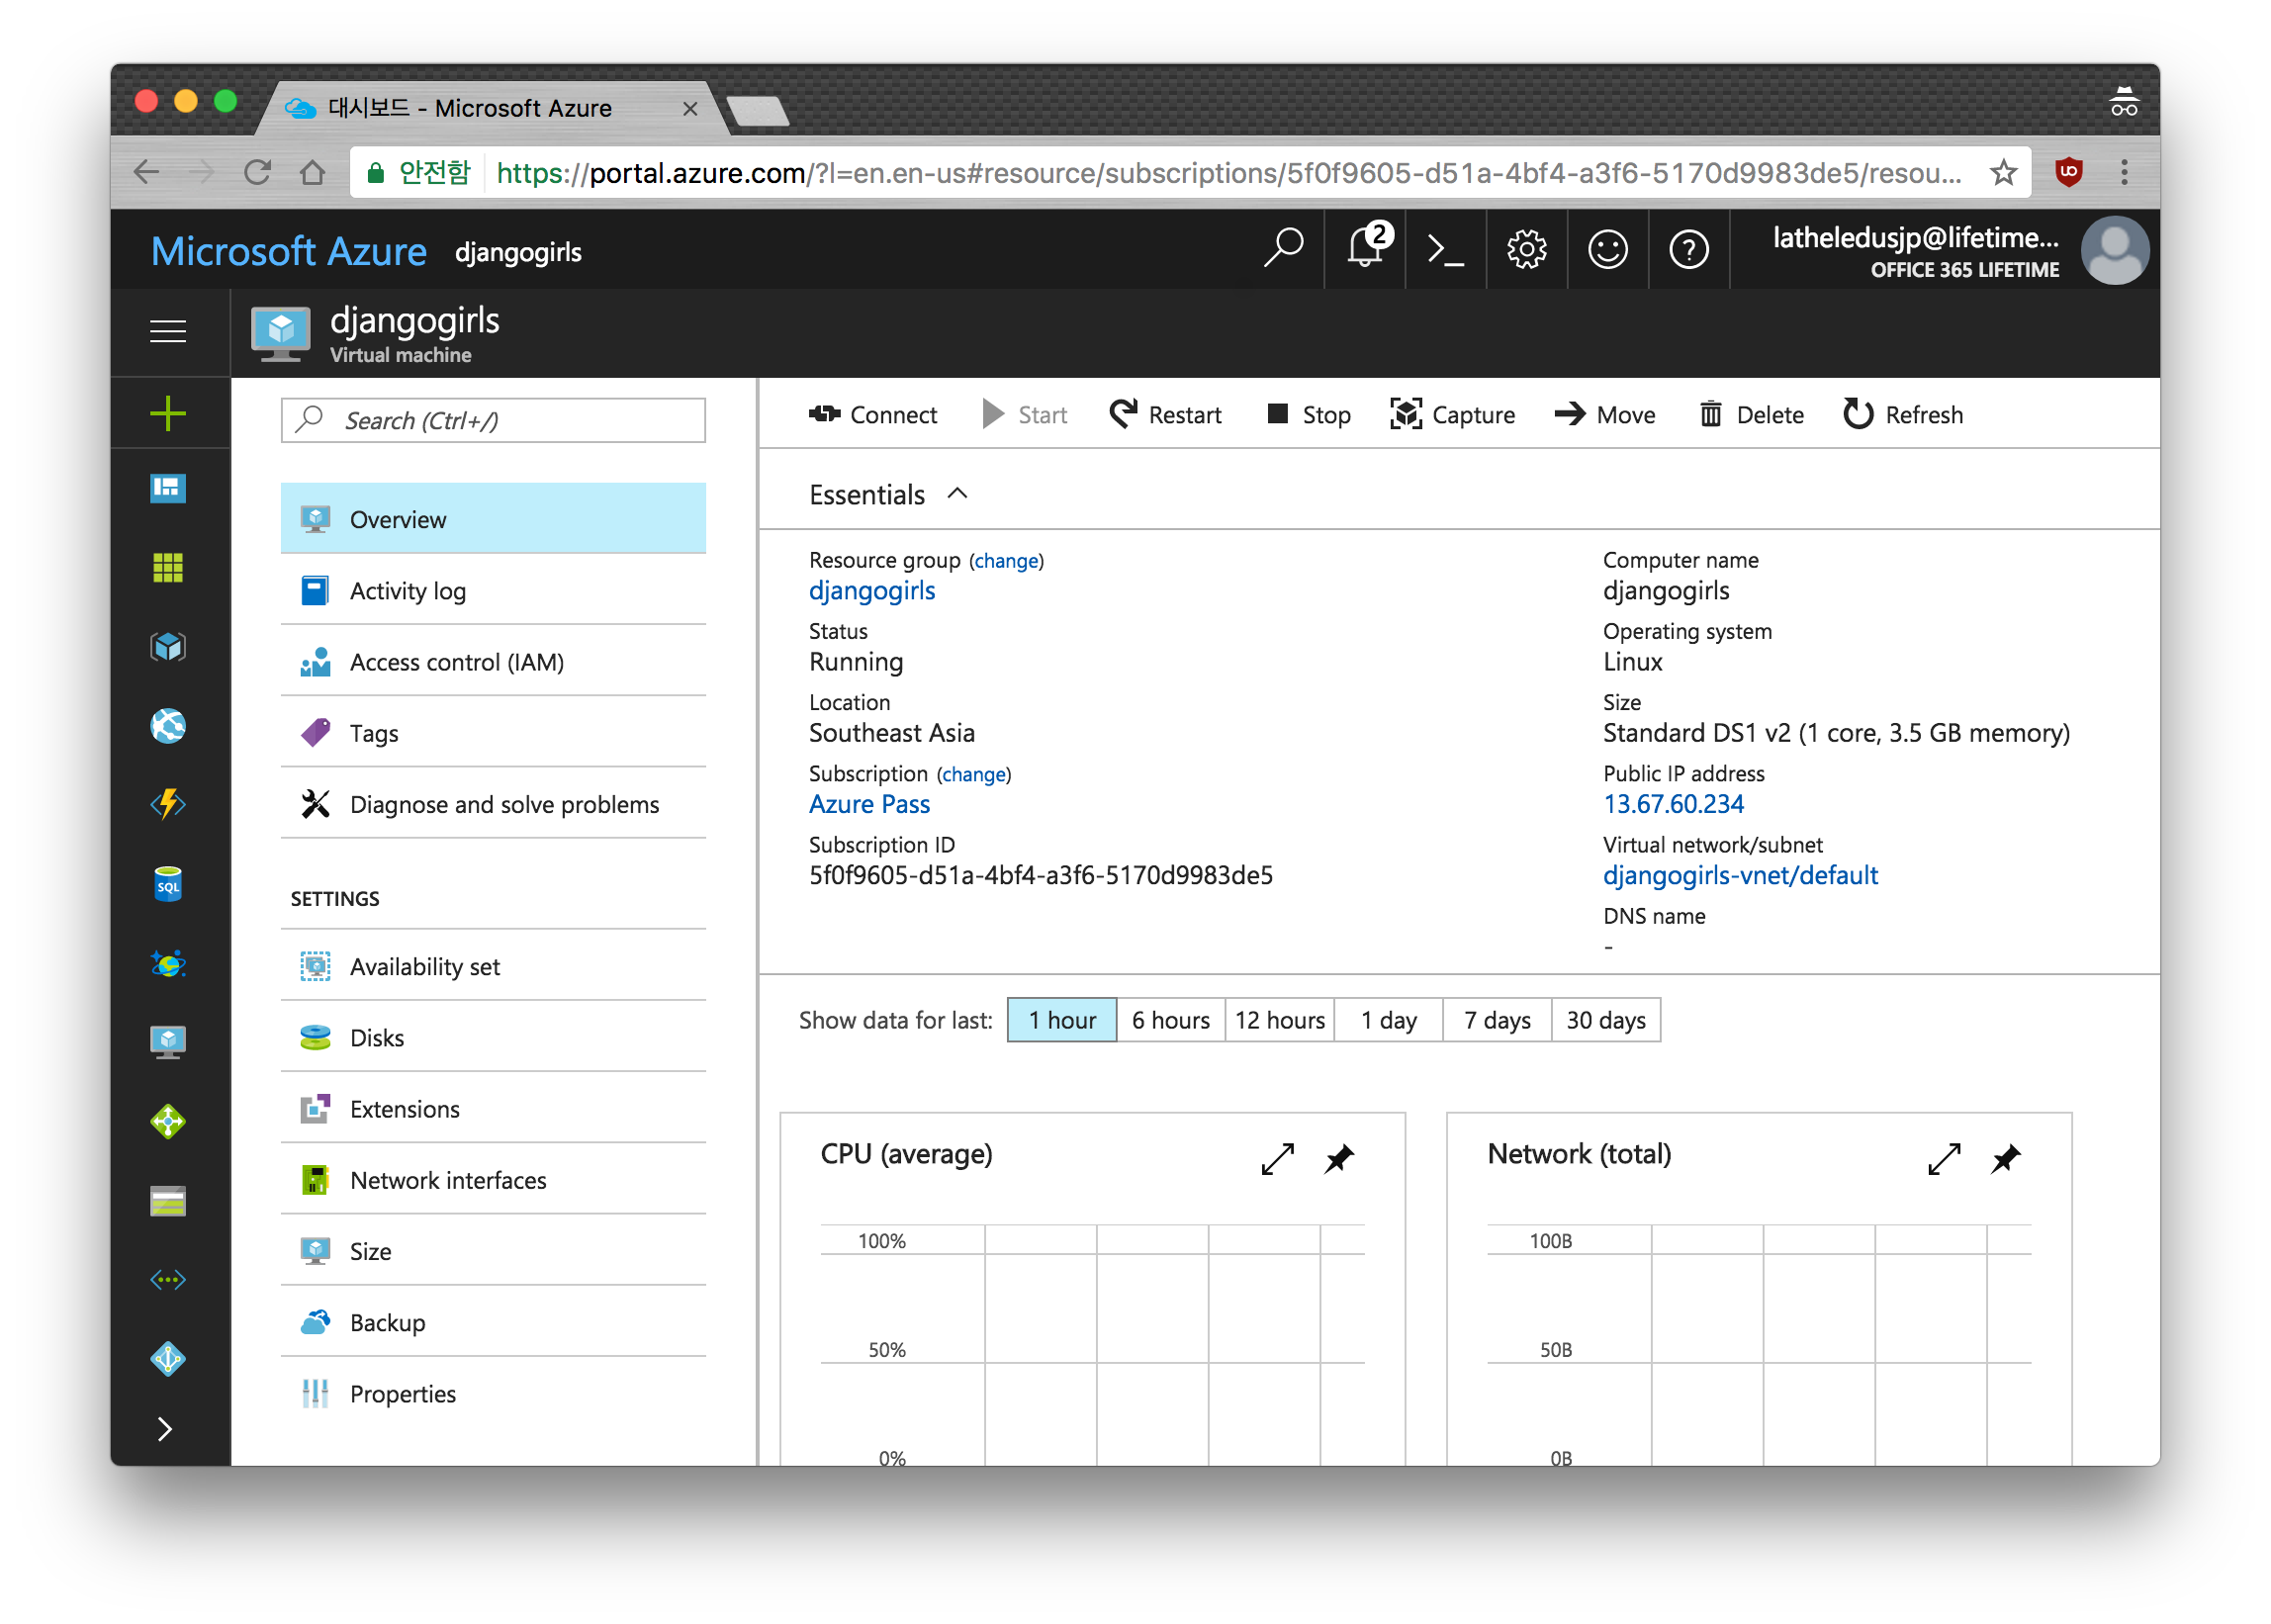 대시보드 - Microsoft Azure
안전함 https://portal.azure.com/?l=en.en-us#resource/subscriptions/5f0f9605-d51a-4bf4-a3f6-5170d9983de5/resou...
Microsoft Azure djangogirls
2
latheledusjp@lifetime...
OFFICE 365 LIFETIME
djangogirls
Virtual machine
Search (Ctrl+/)
Overview
Activity log
Access control (IAM)
Tags
Diagnose and solve problems
SETTINGS
Availability set
Disks
Extensions
Network interfaces
Size
Backup
Properties
SQL
Connect Start Restart Stop Capture Move Delete Refresh
Essentials
Resource group (change)
djangogirls
Status
Running
Location
Southeast Asia
Subscription (change)
Azure Pass
Subscription ID
5f0f9605-d51a-4bf4-a3f6-5170d9983de5
Computer name
djangogirls
Operating system
Linux
Size
Standard DS1 v2 (1 core, 3.5 GB memory)
Public IP address
13.67.60.234
Virtual network/subnet
djangogirls-vnet/default
DNS name
-
Show data for last: 1 hour 6 hours 12 hours 1 day 7 days 30 days
CPU (average)
100%
50%
0%
Network (total)
100B
50B
0B